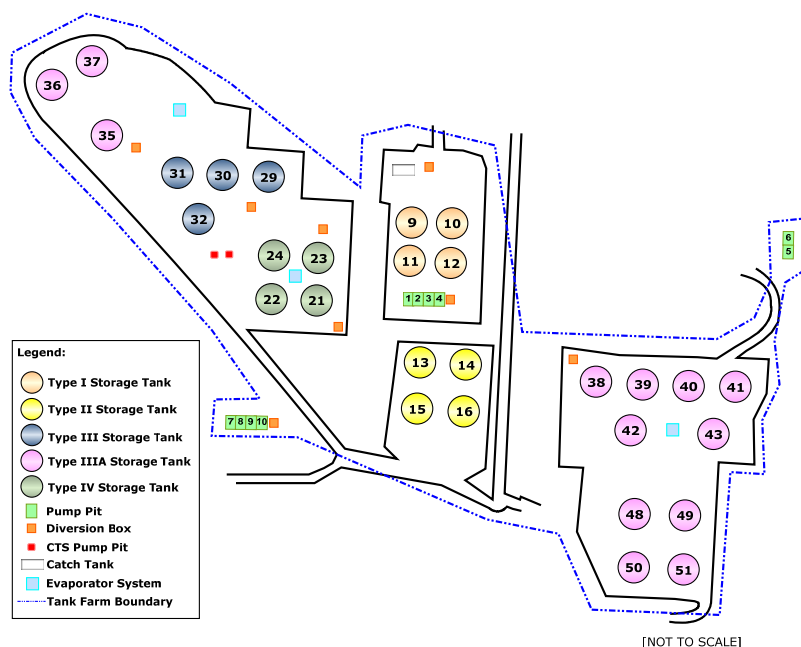 37
36
35
31 30 29
32
24 23
22 21
9 10
11 12
1 2 3 4
13 14
15 16
6
5
38 39 40 41
42 43
48 49
50 51
7 8 9 10
Legend:
Type I Storage Tank
Type II Storage Tank
Type III Storage Tank
Type IIIA Storage Tank
Type IV Storage Tank
Pump Pit
Diversion Box
CTS Pump Pit
Catch Tank
Evaporator System
Tank Farm Boundary
[NOT TO SCALE]